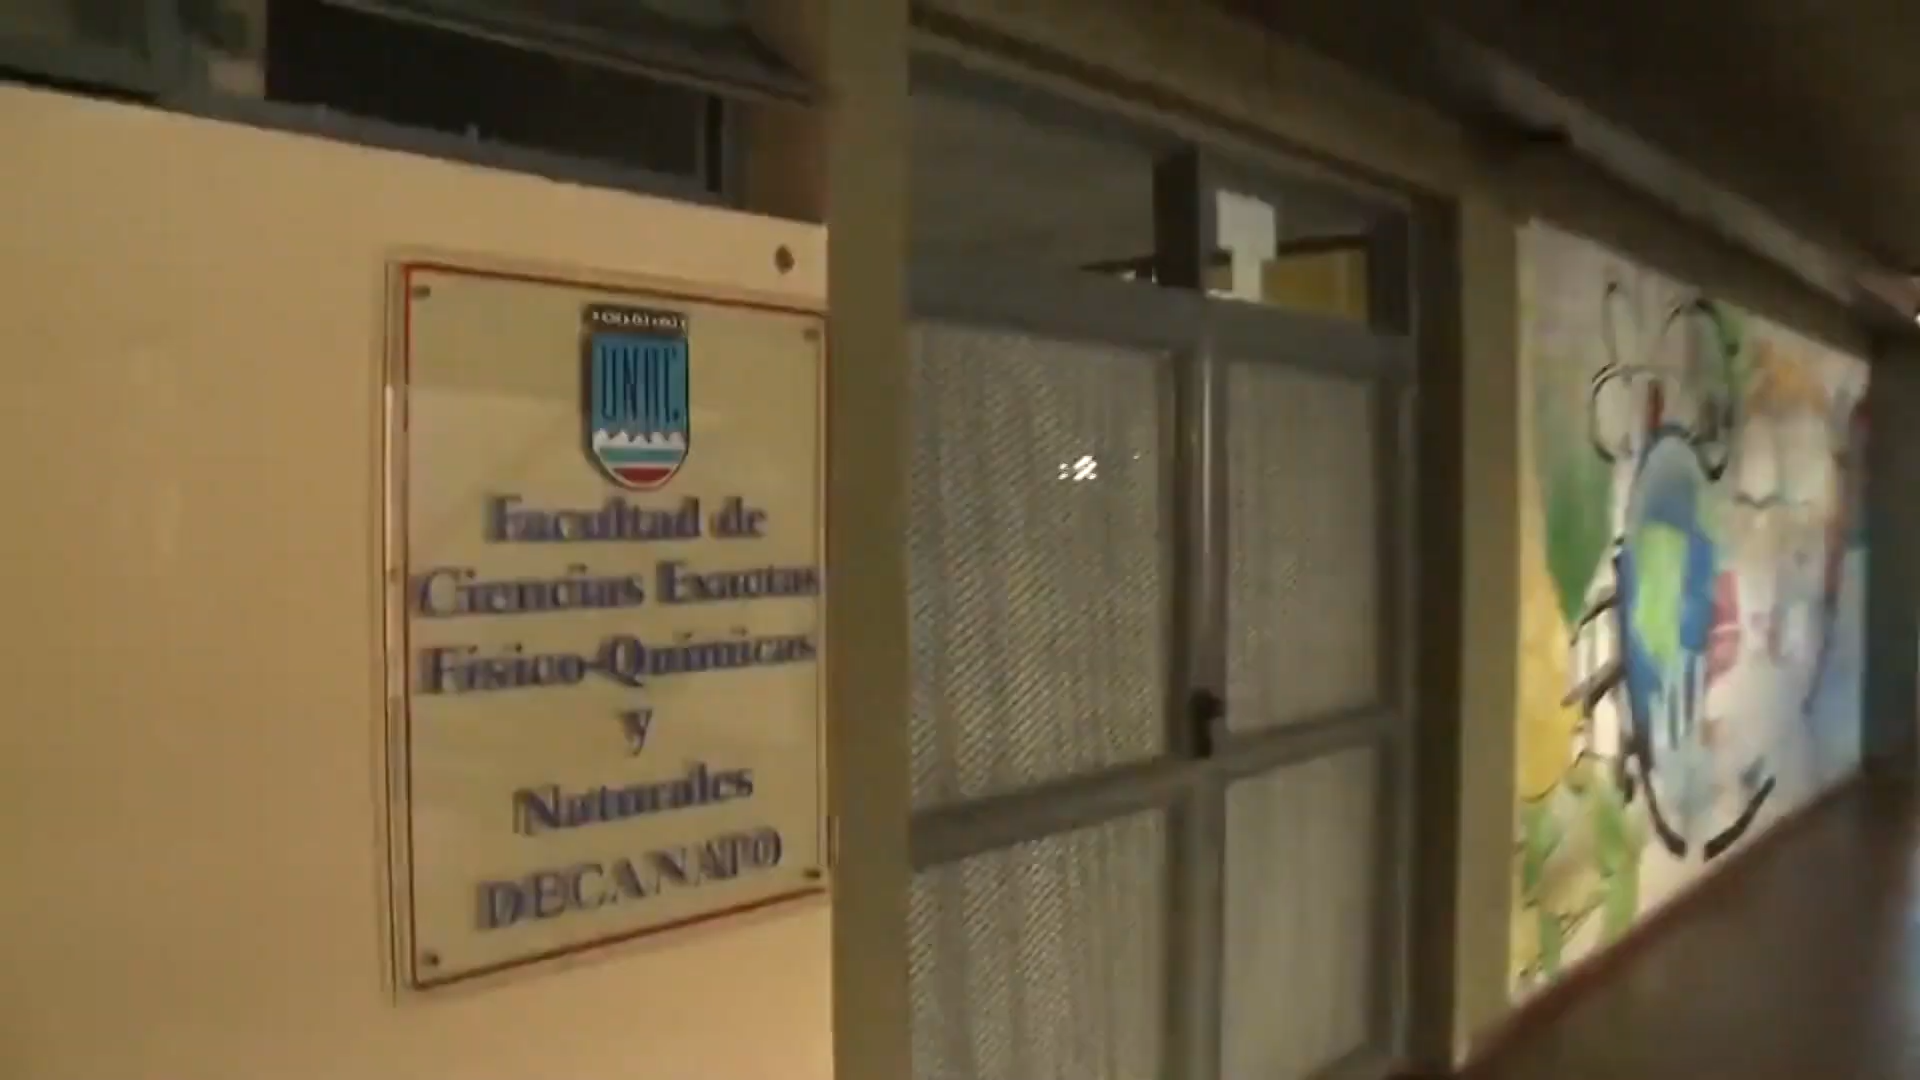 UNRC
Facultad de
Ciencias Exactas
Físico-Químicas
y
Naturales
DECANATO